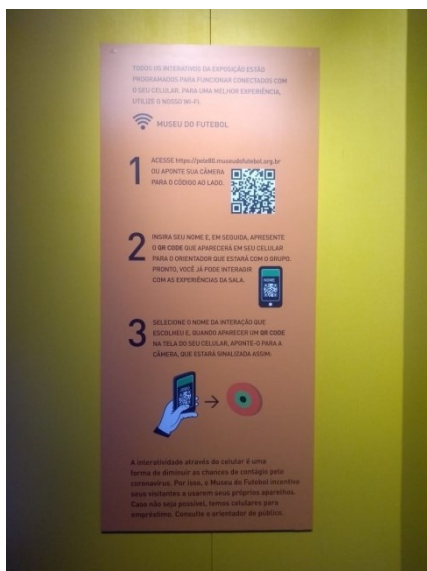 TODOS OS INTERATIVOS DA EXPOSIÇÃO ESTÃO
PROGRAMADOS PARA FUNCIONAR CONECTADOS COM
O SEU CELULAR. PARA UMA MELHOR EXPERIÊNCIA,
UTILIZE O NOSSO WI-FI.
MUSEU DO FUTEBOL
1
ACESSE https://pele80.museudofutebol.org.br
OU APONTE SUA CÂMERA
PARA O CÓDIGO AO LADO.
2
INSIRA SEU NOME E, EM SEGUIDA, APRESENTE
O QR CODE QUE APARECERÁ EM SEU CELULAR
PARA O ORIENTADOR QUE ESTARÁ COM O GRUPO.
PRONTO, VOCÊ JÁ PODE INTERAGIR
COM AS EXPERIÊNCIAS DA SALA.
3
SELECIONE O NOME DA INTERAÇÃO QUE
ESCOLHEU E, QUANDO APARECER UM QR CODE
NA TELA DO SEU CELULAR, APONTE-O PARA A
CÂMERA, QUE ESTARÁ SINALIZADA ASSIM:
A interatividade através do celular é uma
forma de diminuir as chances de contágio pelo
coronavírus. Por isso, o Museu do Futebol incentiva
seus visitantes a usarem seus próprios aparelhos.
Caso não seja possível, temos celulares para
empréstimo. Consulte o orientador de público.